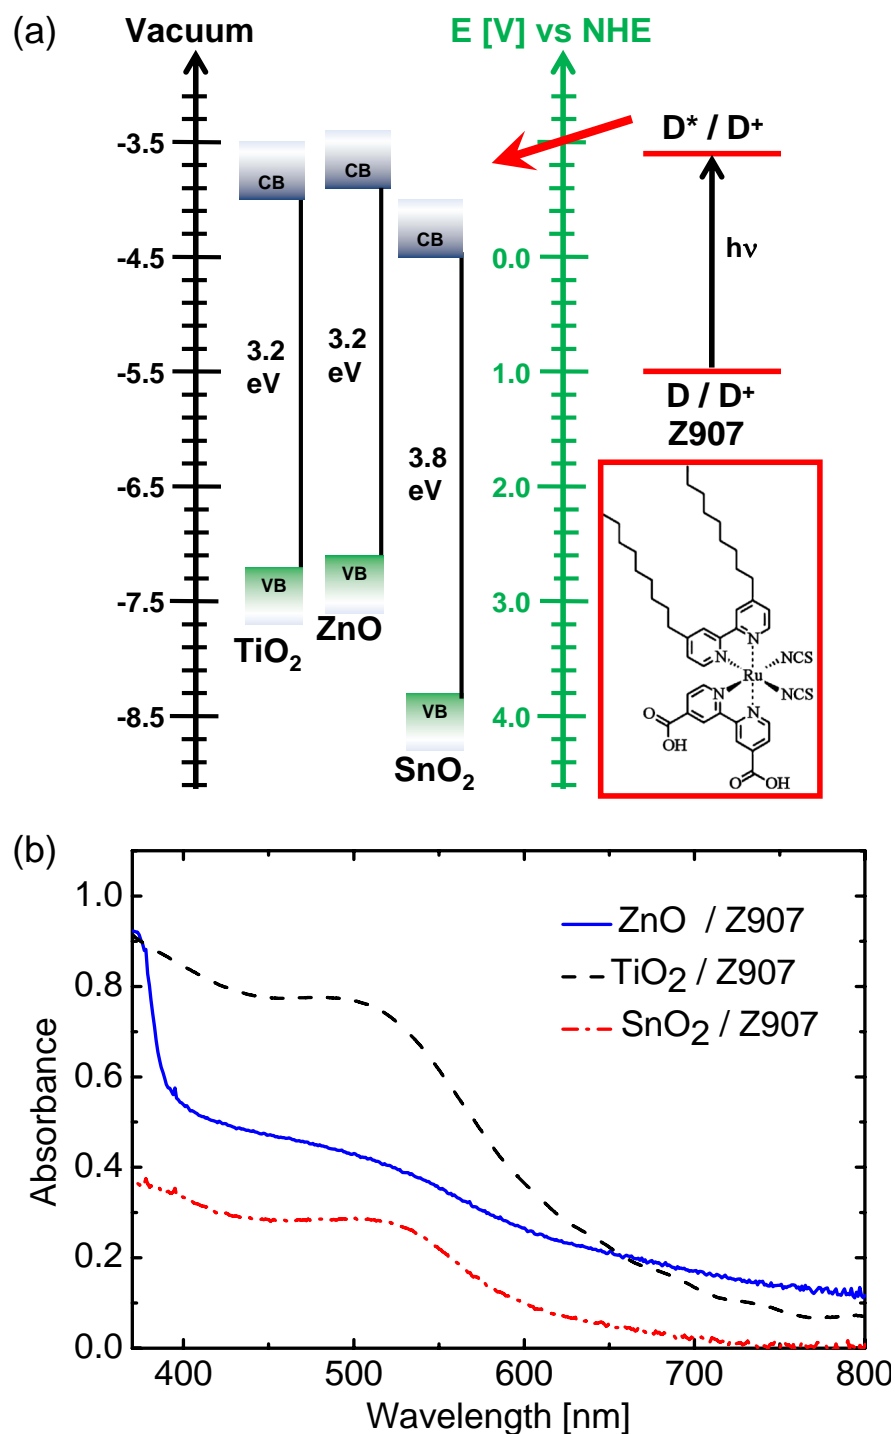 (a)
Vacuum
E [V] vs NHE
D* / D+
-3.5
CB
CB
CB
hν
-4.5
0.0
3.2
eV
3.2
eV
-5.5
1.0
D / D+
Z907
3.8
eV
-6.5
2.0
VB
VB
-7.5
3.0
TiO2
ZnO
N
N
NCS
Ru
NCS
N
N
O
OH
O
OH
VB
-8.5
4.0
SnO2
(b)
1.0
0.8
0.6
0.4
0.2
0.0
Absorbance
ZnO / Z907
TiO2 / Z907
SnO2 / Z907
400
500
600
700
800
Wavelength [nm]